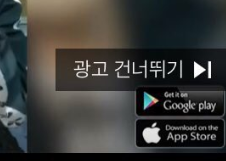 광고 건너뛰기
Get it on
Google play
Download on the
App Store